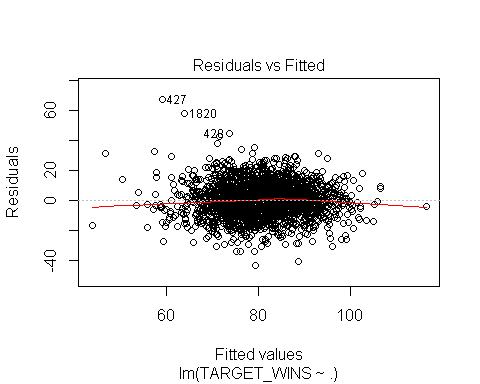 Residuals vs Fitted
427
1820
428
Residuals
60
20
0
-40
60
80
100
Fitted values
lm(TARGET_WINS ~ .)